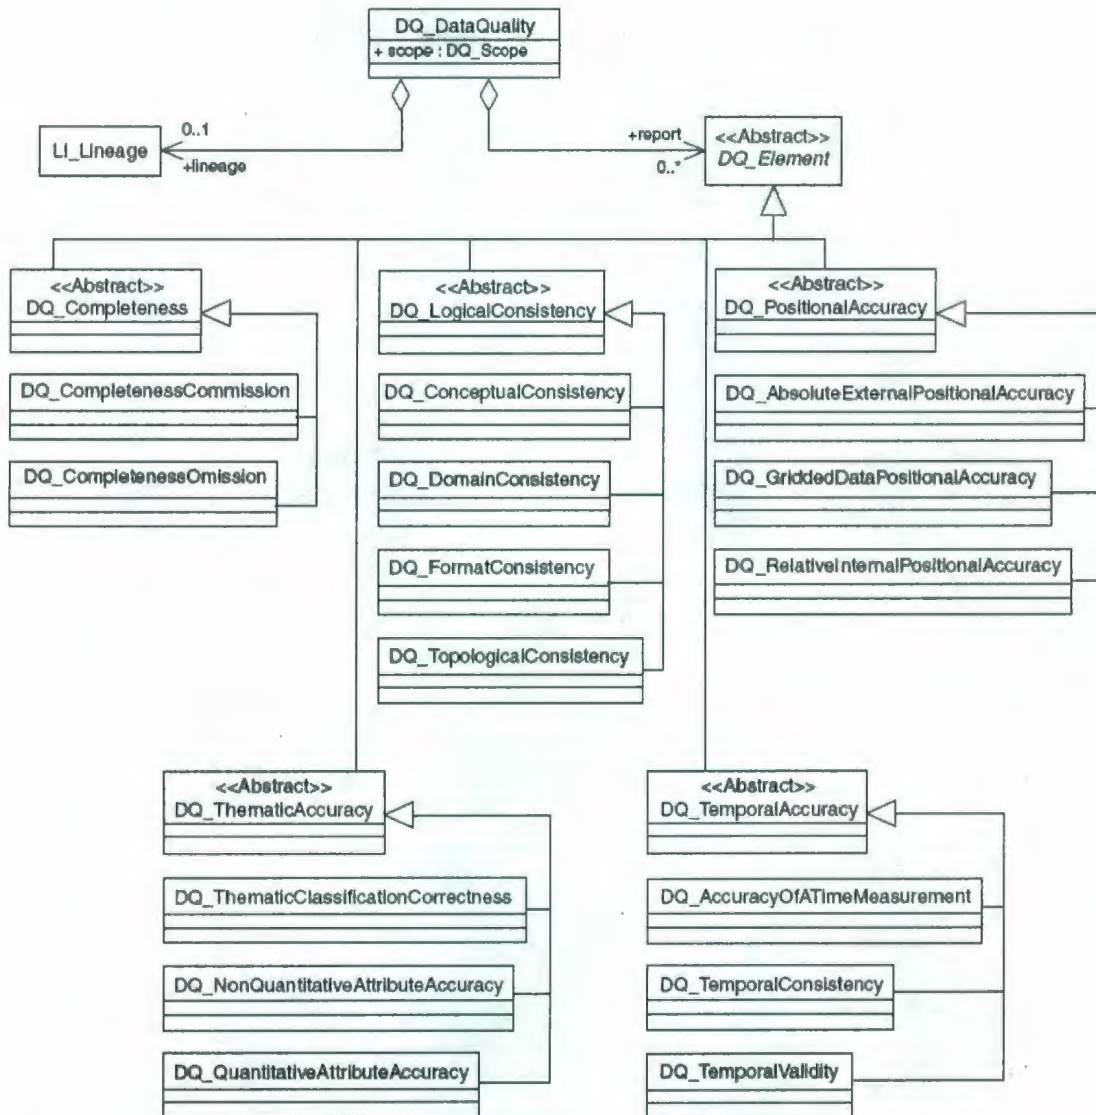 DQ_DataQuality
+ scope : DQ_Scope
0..1
LI_Lineage
+lineage
+report
0..*
<<Abstract>>
DQ_Element
<<Abstract>>
DQ_Completeness
<<Abstract>>
DQ_LogicalConsistency
<<Abstract>>
DQ_PositionalAccuracy
DQ_CompletenessCommission
DQ_ConceptualConsistency
DQ_AbsoluteExternalPositionalAccuracy
DQ_CompletenessOmission
DQ_DomainConsistency
DQ_GriddedDataPositionalAccuracy
DQ_FormatConsistency
DQ_RelativeInternalPositionalAccuracy
DQ_TopologicalConsistency
<<Abstract>>
DQ_ThematicAccuracy
<<Abstract>>
DQ_TemporalAccuracy
DQ_ThematicClassificationCorrectness
DQ_AccuracyOfATimeMeasurement
DQ_NonQuantitativeAttributeAccuracy
DQ_TemporalConsistency
DQ_QuantitativeAttributeAccuracy
DQ_TemporalValidity